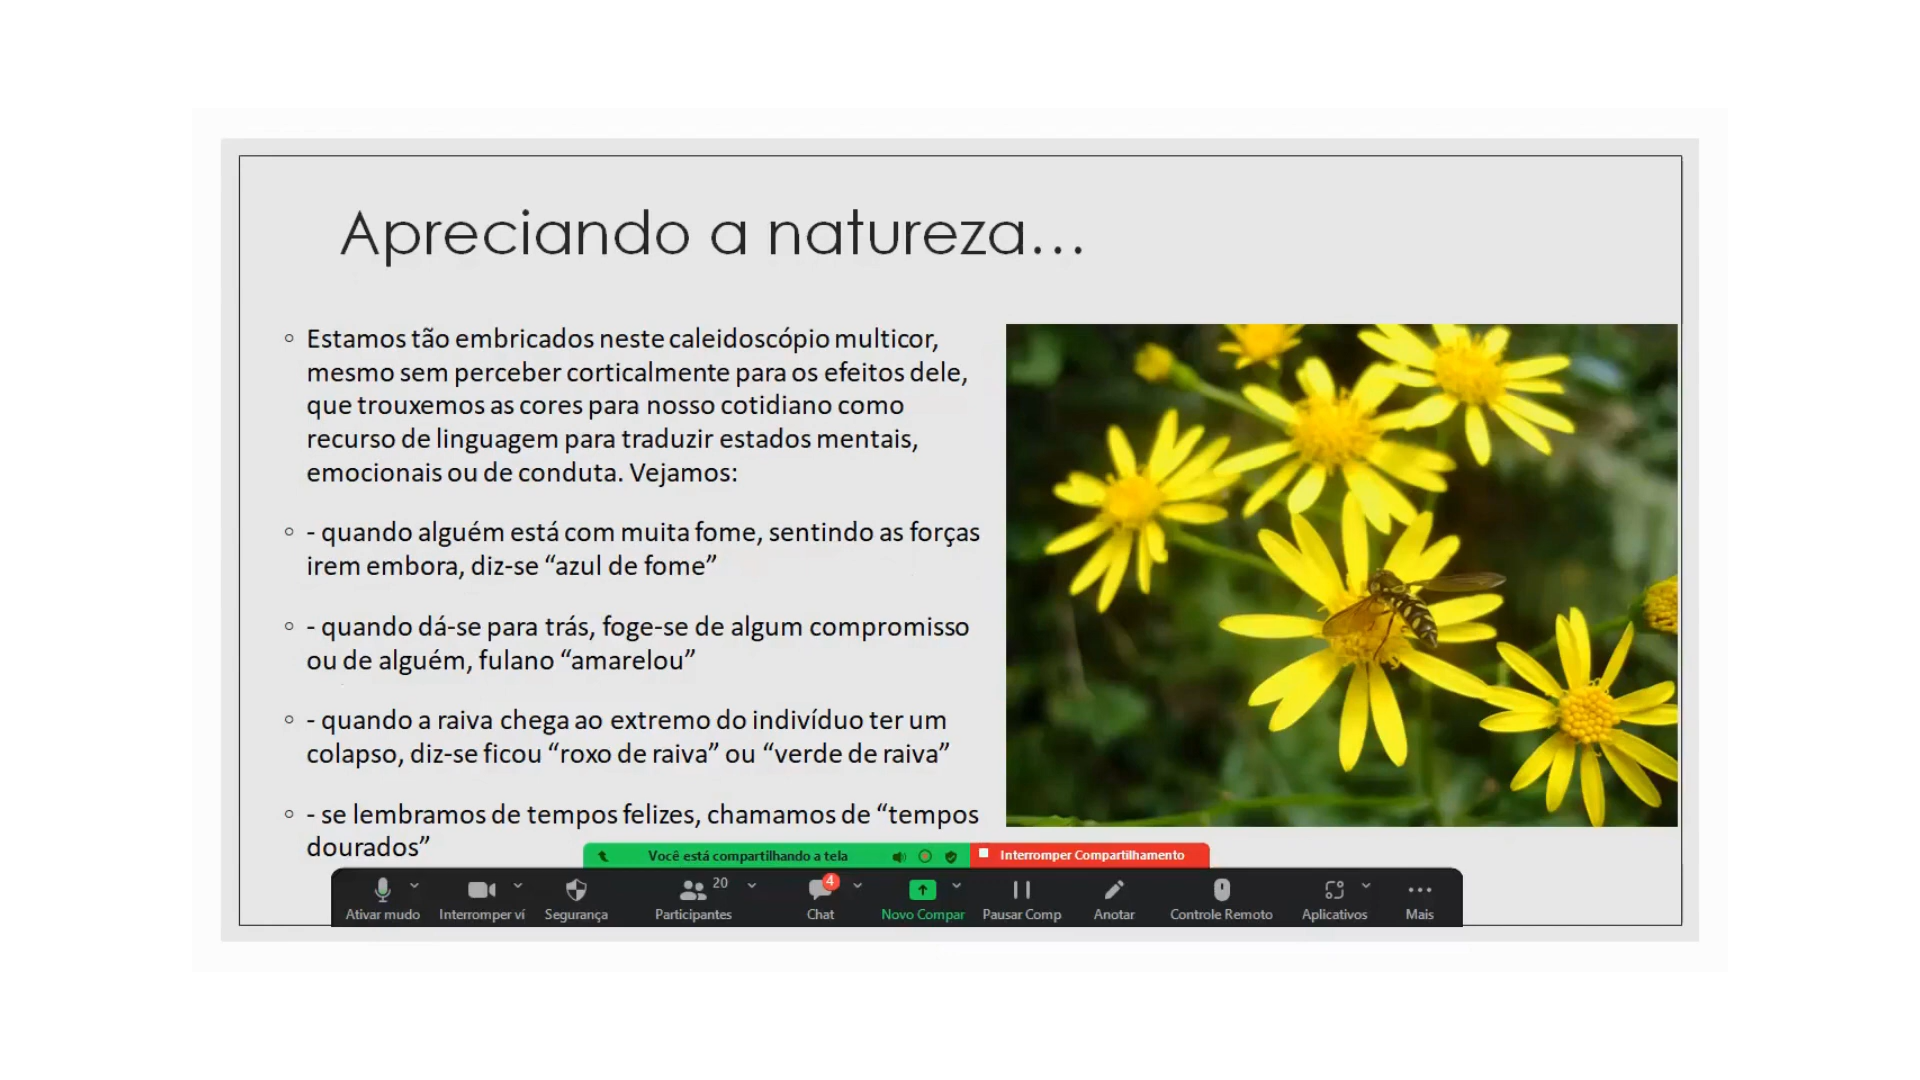 Apreciando a natureza...
Estamos tão embricados neste caleidoscópio multicor,
mesmo sem perceber corticalmente para os efeitos dele,
que trouxemos as cores para nosso cotidiano como
recurso de linguagem para traduzir estados mentais,
emocionais ou de conduta. Vejamos:
- quando alguém está com muita fome, sentindo as forças
irem embora, diz-se “azul de fome”
- quando dá-se para trás, foge-se de algum compromisso
ou de alguém, fulano “amarelou”
- quando a raiva chega ao extremo do indivíduo ter um
colapso, diz-se ficou “roxo de raiva” ou “verde de raiva”
- se lembramos de tempos felizes, chamamos de “tempos
dourados”
Você está compartilhando a tela Interromper Compartilhamento
20 4
Ativar mudo Interromper ví Segurança Participantes Chat Novo Compar Pausar Comp Anotar Controle Remoto Aplicativos Mais